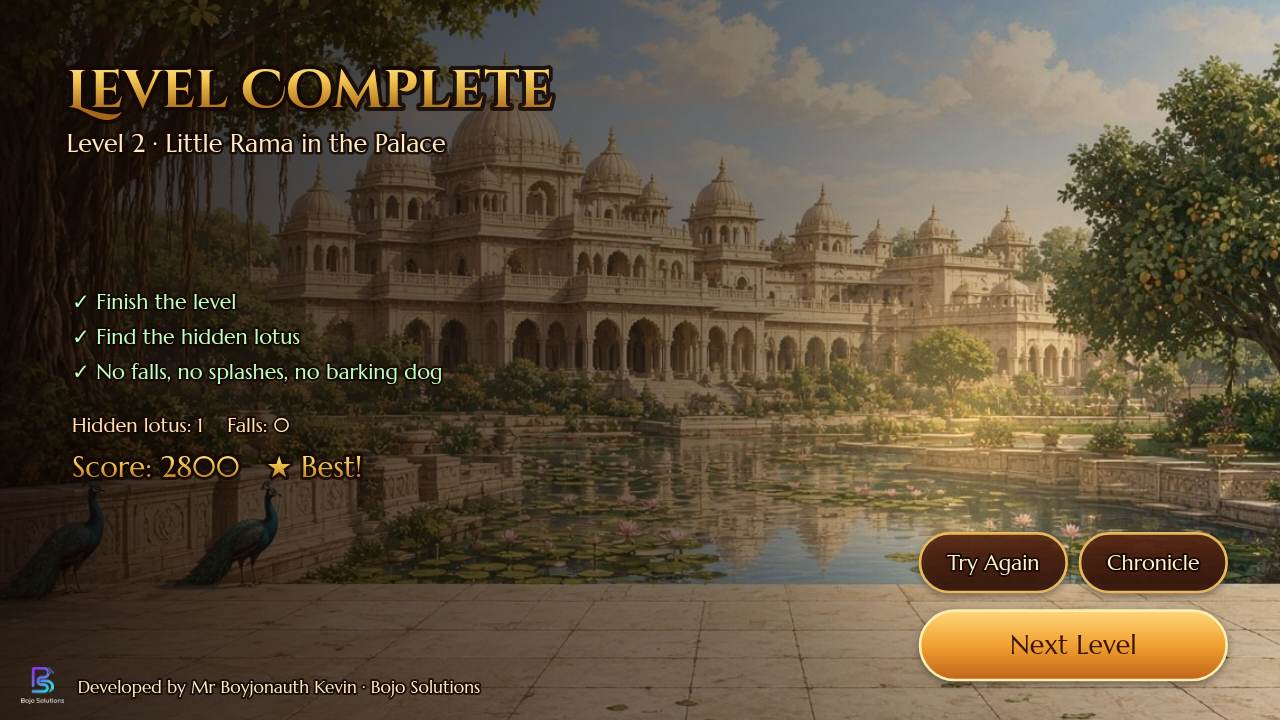 LEVEL COMPLETE
Level 2 · Little Rama in the Palace
✓ Finish the level
✓ Find the hidden lotus
✓ No falls, no splashes, no barking dog
Hidden lotus: 1 Falls: 0
Score: 2800 ★ Best!
Try Again Chronicle
Next Level
Bojo Solutions
Developed by Mr Boyjonauth Kevin · Bojo Solutions